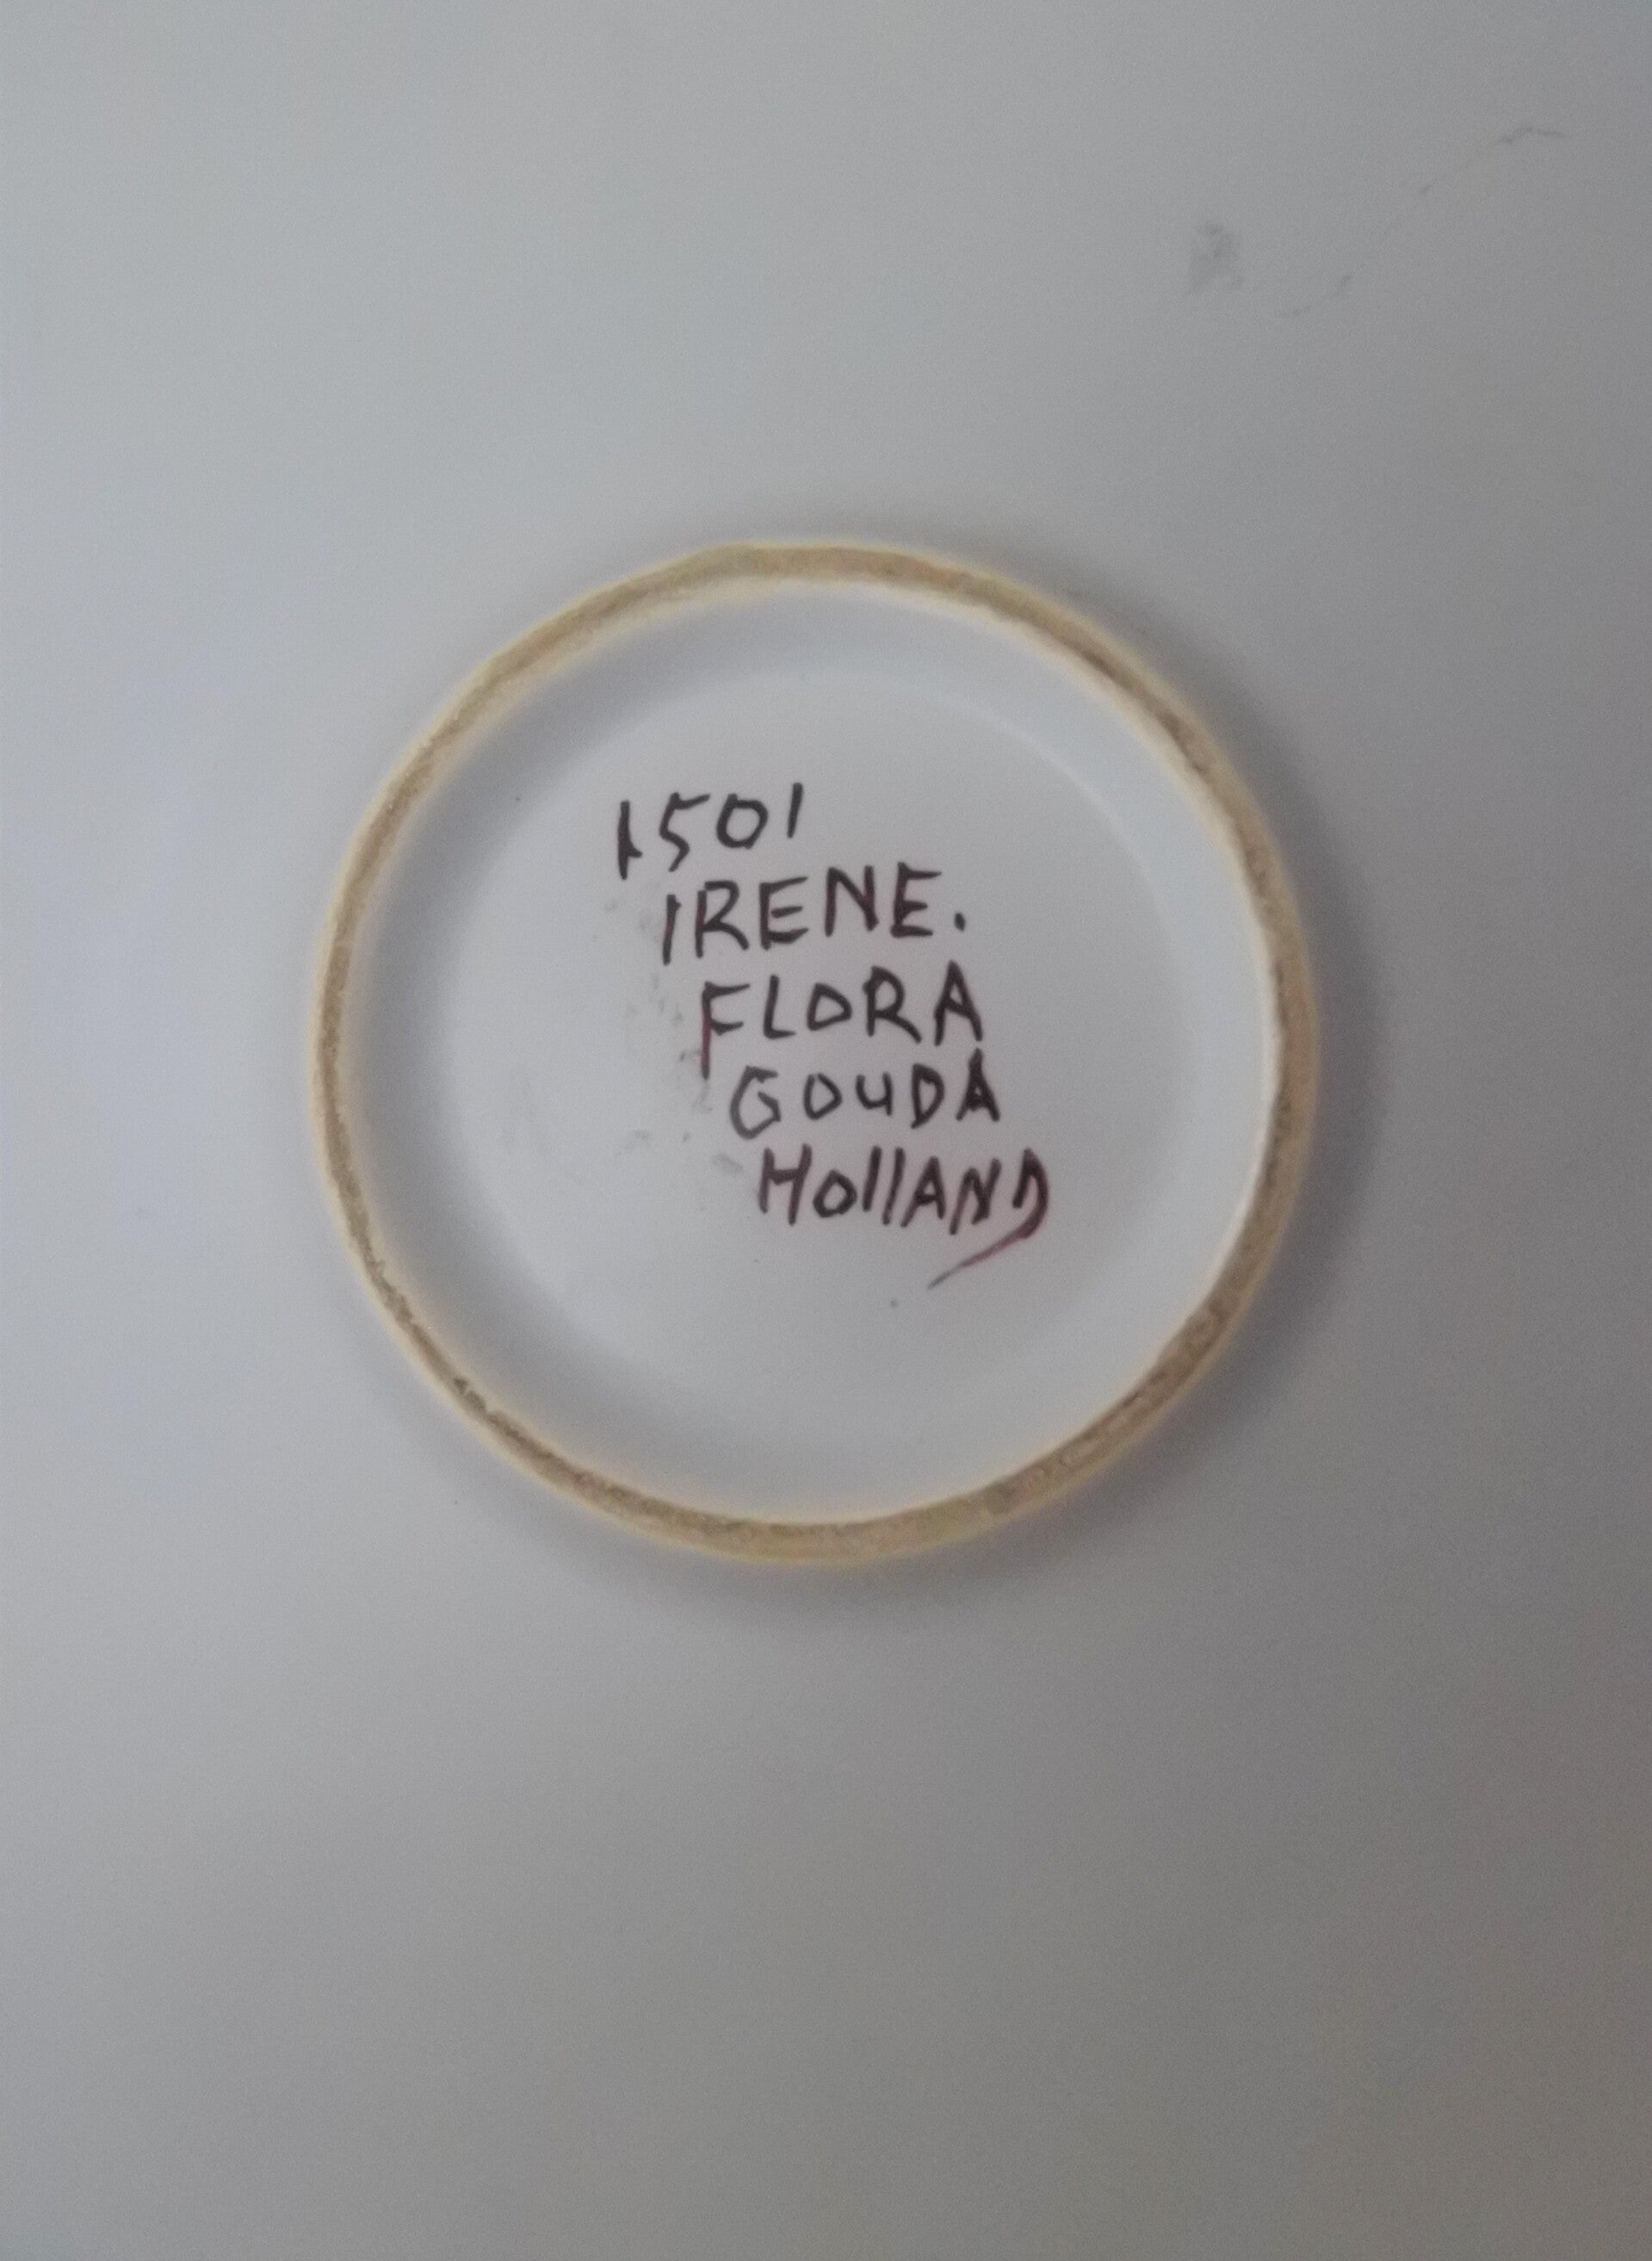 1501
IRENE.
FLORA
GOUDA
HollAND